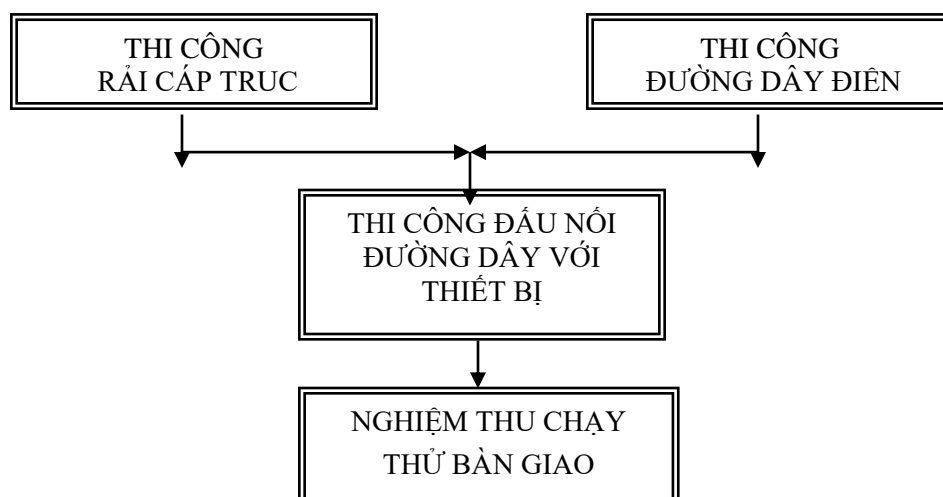 THI CÔNG
RẢI CÁP TRUC
THI CÔNG
ĐƯỜNG DÂY ĐIÊN
THI CÔNG ĐẤU NỐI
ĐƯỜNG DÂY VỚI
THIẾT BỊ
NGHIỆM THU CHẠY
THỬ BÀN GIAO